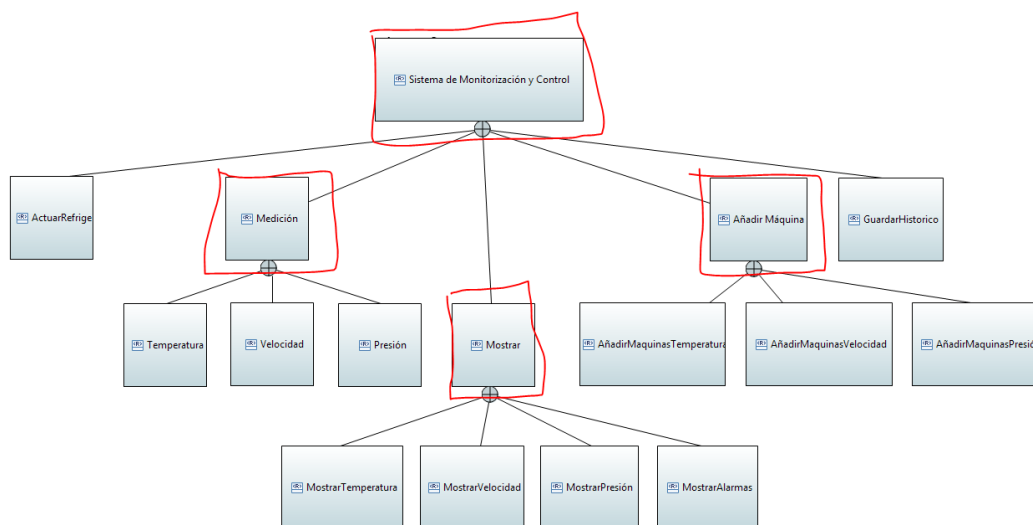 Sistema de Monitorización y Control
ActuarRefrige
Medición
Añadir Máquina
GuardarHistorico
Temperatura
Velocidad
Presión
Mostrar
AñadirMaquinasTemperatura
AñadirMaquinasVelocidad
AñadirMaquinasPresió
MostrarTemperatura
MostrarVelocidad
MostrarPresión
MostrarAlarmas